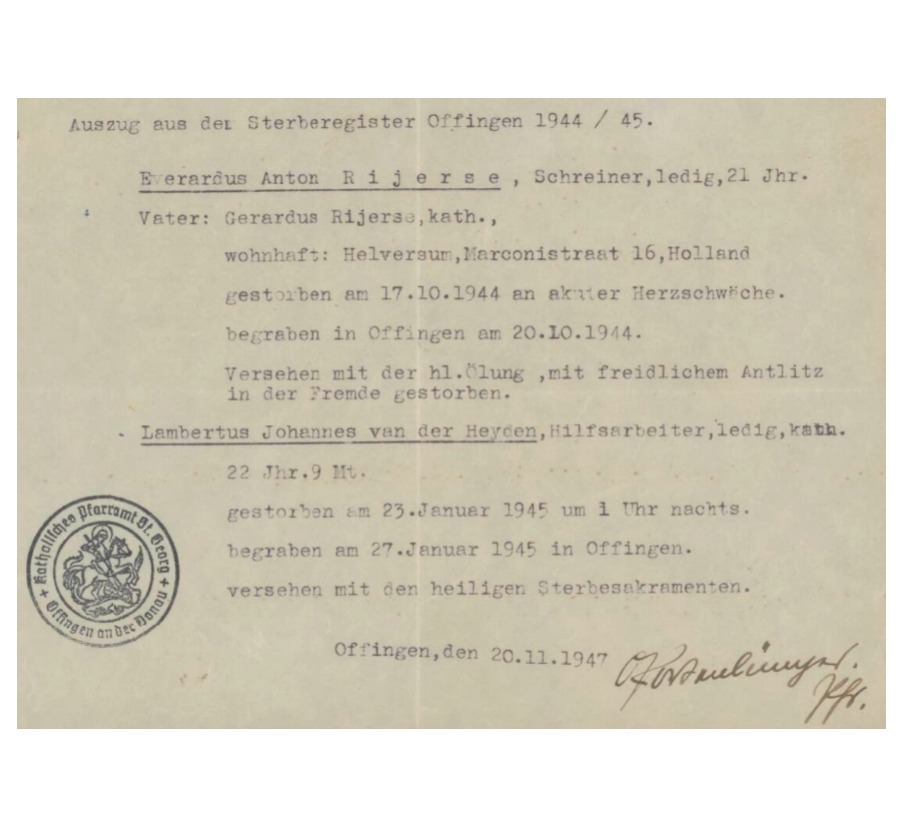 Auszug aus der Sterberegister Offingen 1944 / 45.
Everardus Anton R i j e r s e , Schreiner,ledig,21 Jhr.
Vater: Gerardus Rijerse,kath.,
wohnhaft: Helversum,Marconistraat 16,Holland
gestorben am 17.10.1944 an akuter Herzschwäche.
begraben in Offingen am 20.10.1944.
Versehen mit der hl.Ölung ,mit freidlichem Antlitz
in der Fremde gestorben.
Lambertus Johannes van der Heyden,Hilfsarbeiter,ledig,kath.
22 Jhr.9 Mt.
gestorben am 23.Januar 1945 um 1 Uhr nachts.
begraben am 27.Januar 1945 in Offingen.
versehen mit den heiligen Sterbesakramenten.
Katholisches Pfarramt St. Georg
+ Offingen an der Donau +
Offingen,den 20.11.1947
Pfr.